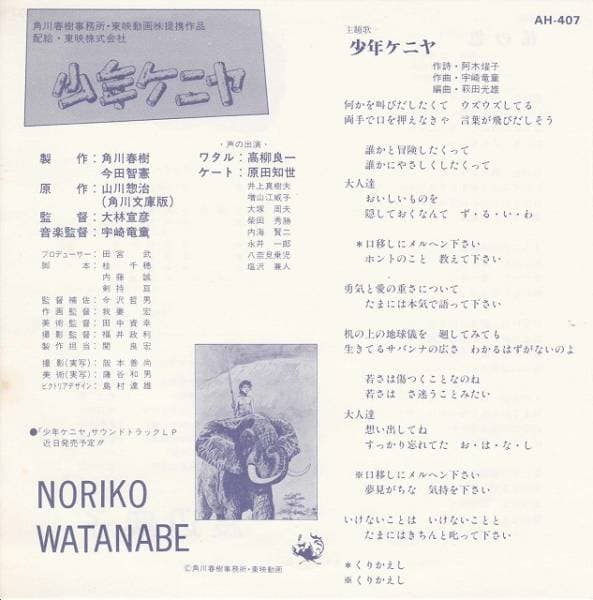 角川春樹事務所・東映動画㈱提携作品
配給・東映株式会社
少年ケニヤ
製　作：角川春樹
今田智憲
原　作：山川惣治
（角川文庫版）
監　督：大林宣彦
音楽監督：宇崎竜童
プロデューサー：田宮　武
脚　本：桂　千穂
内藤　誠
剣持　亘
監督補佐：今沢哲男
作画監督：我妻　宏
美術監督：田中資幸
撮影監督：福井政利
製作担当：関　良宏
撮影（実写）：阪本善尚
美術（実写）：薩谷和男
ピクトリアデザイン：島村達雄
●「少年ケニヤ」サウンドトラックＬＰ
近日発売予定!!
NORIKO
WATANABE
・声の出演・
ワタル：高柳良一
ケート：原田知世
井上真樹夫
増山江威子
大塚　周夫
柴田　秀勝
内海　賢二
永井　一郎
八奈見乗児
塩沢　兼人
©角川春樹事務所・東映動画
AH-407
主題歌
少年ケニヤ
作詩・阿木燿子
作曲・宇崎竜童
編曲・萩田光雄
何かを叫びだしたくて　ウズウズしてる
両手で口を押えなきゃ　言葉が飛びだしそう
誰かと冒険したくって
誰かにやさしくしたくって
大人達
おいしいものを
隠しておくなんて　ず・る・い・わ
＊口移しにメルヘン下さい
ホントのこと　教えて下さい
勇気と愛の重さについて
たまには本気で語って下さい
机の上の地球儀を　廻してみても
生きてるサバンナの広さ　わかるはずがないのよ
若さは傷つくことなのね
若さは　さ迷うことみたい
大人達
想い出してね
すっかり忘れてた　お・は・な・し
※口移しにメルヘン下さい
夢見がちな　気持を下さい
いけないことは　いけないことと
たまにはきちんと叱って下さい
＊くりかえし
※くりかえし